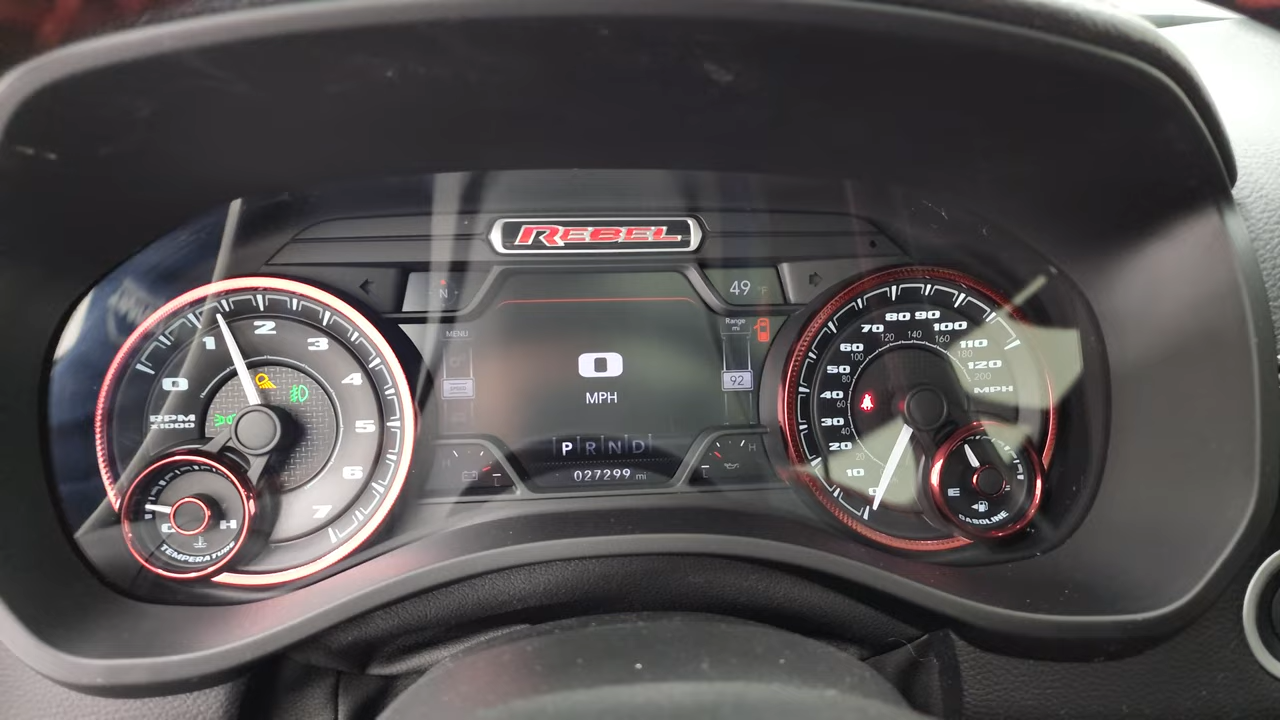 REBEL
N
49 °F
MENU
Range
mi
92
0
MPH
P R N D
027299 mi
0 1 2 3 4 5 6 7
RPM
X1000
C H
TEMPERATURE
H
L
0 10 20 30 40 50 60 70 80 90 100 110 120
MPH
20 40 60 80 100 120 140 160 180 200
E
GASOLINE